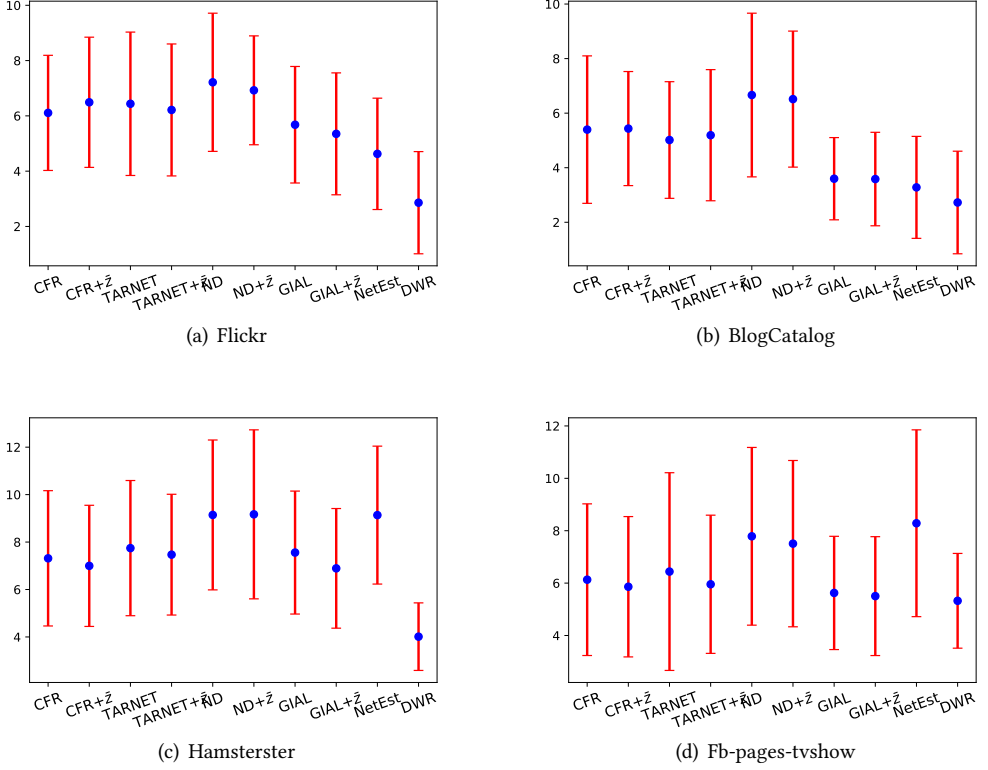 10
8
6
4
2
CFR
CFR+z̄
TARNET
TARNET+z̄
ND
ND+z̄
GIAL
GIAL+z̄
NetEst
DWR
(a) Flickr
10
8
6
4
2
CFR
CFR+z̄
TARNET
TARNET+z̄
ND
ND+z̄
GIAL
GIAL+z̄
NetEst
DWR
(b) BlogCatalog
12
10
8
6
4
CFR
CFR+z̄
TARNET
TARNET+z̄
ND
ND+z̄
GIAL
GIAL+z̄
NetEst
DWR
(c) Hamsterster
12
10
8
6
4
CFR
CFR+z̄
TARNET
TARNET+z̄
ND
ND+z̄
GIAL
GIAL+z̄
NetEst
DWR
(d) Fb-pages-tvshow